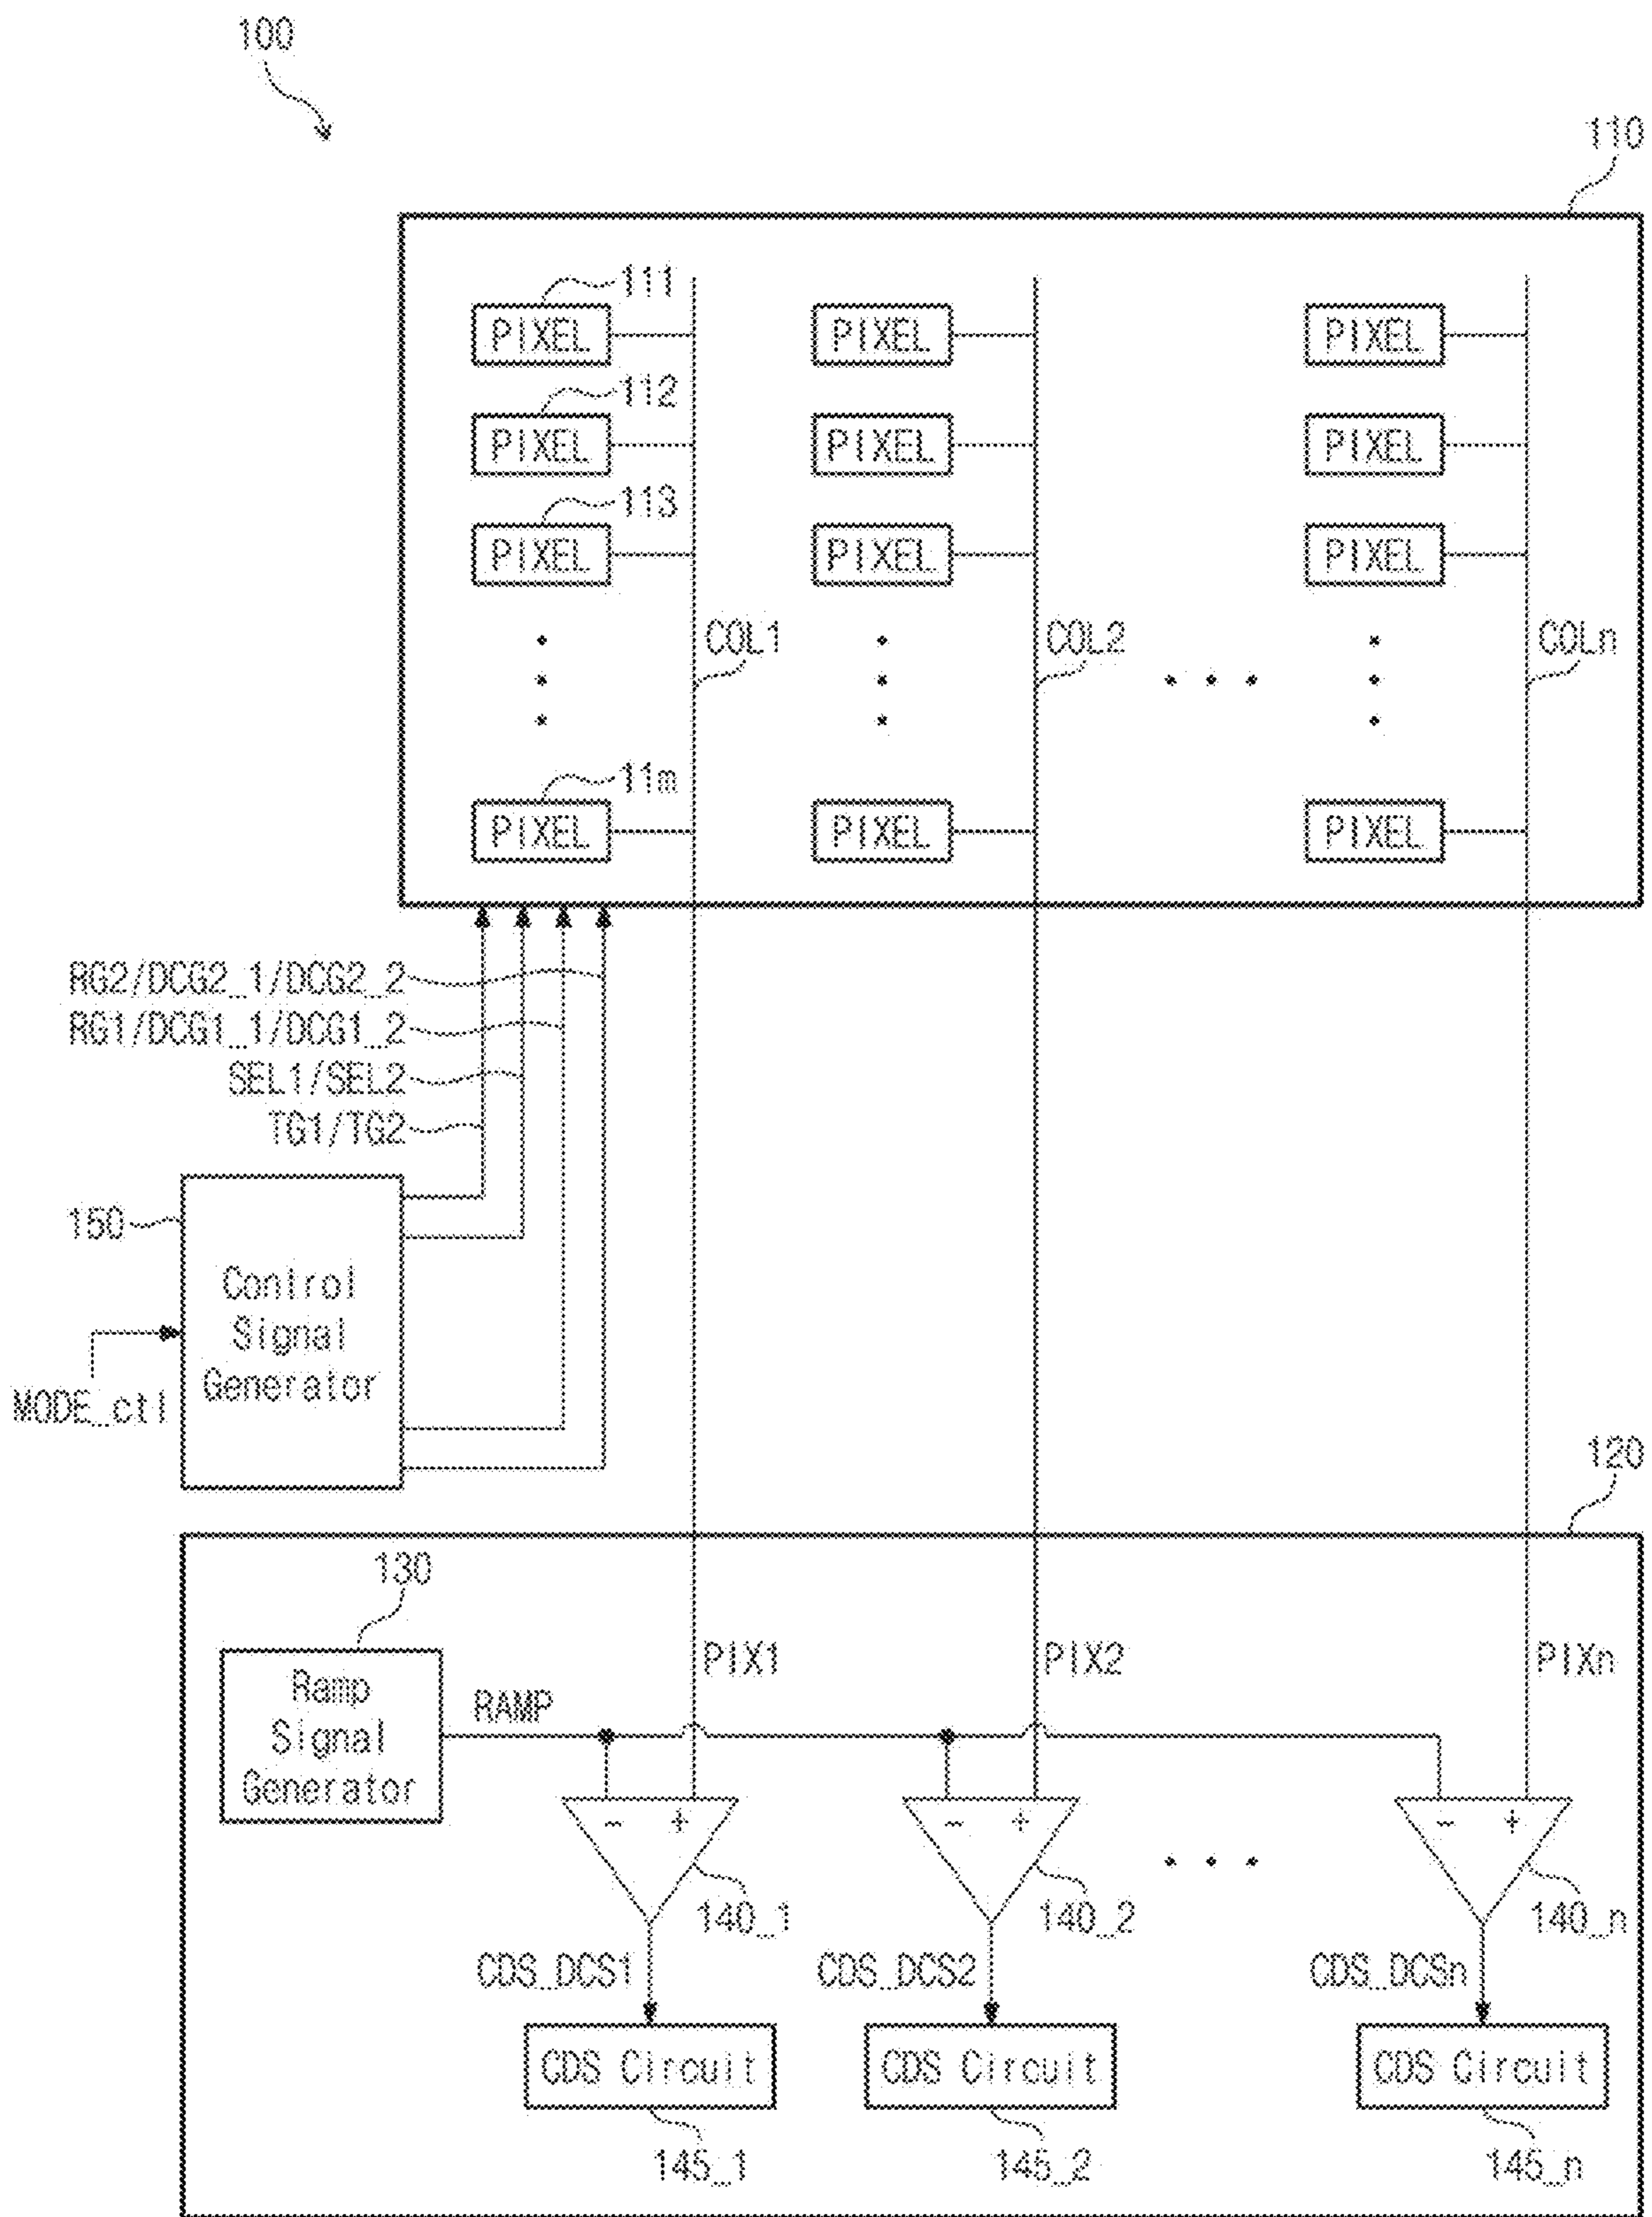 100
110
111
PIXEL PIXEL PIXEL
112
PIXEL PIXEL PIXEL
113
PIXEL PIXEL PIXEL
COL1 COL2 COLn
11m
PIXEL PIXEL PIXEL
RG2/DCG2_1/DCG2_2
RG1/DCG1_1/DCG1_2
SEL1/SEL2
TG1/TG2
150
Control
Signal
Generator
MODE_ctl
120
130
Ramp
Signal
Generator
RAMP
PIX1 PIX2 PIXn
- + - + - +
140_1 140_2 140_n
CDS_DCS1 CDS_DCS2 CDS_DCSn
CDS Circuit CDS Circuit CDS Circuit
145_1 145_2 145_n